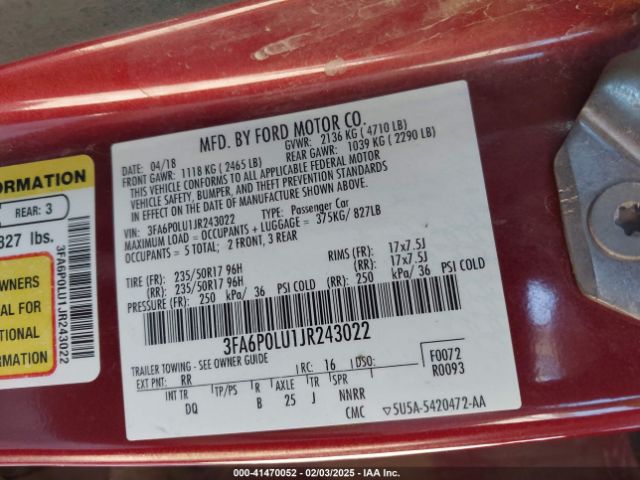 MFD. BY FORD MOTOR CO.
DATE: 04/18 GVWR: 2136 KG (4710 LB)
FRONT GAWR: 1118 KG (2465 LB) REAR GAWR: 1039 KG (2290 LB)
THIS VEHICLE CONFORMS TO ALL APPLICABLE FEDERAL MOTOR
VEHICLE SAFETY, BUMPER, AND THEFT PREVENTION STANDARDS
IN EFFECT ON THE DATE OF MANUFACTURE SHOWN ABOVE.
VIN: 3FA6P0LU1JR243022 TYPE: Passenger Car
MAXIMUM LOAD = OCCUPANTS + LUGGAGE = 375KG/ 827LB
OCCUPANTS = 5 TOTAL; 2 FRONT, 3 REAR
TIRE (FR): 235/50R17 96H RIMS (FR): 17x7.5J
(RR): 235/50R17 96H (RR): 17x7.5J
PRESSURE (FR): 250 kPa/ 36 PSI COLD (RR): 250 kPa/ 36 PSI COLD
3FA6P0LU1JR243022
TRAILER TOWING - SEE OWNER GUIDE
EXT PNT: RR RC: 16 DSO: F0072
R0093
INT TR TP/PS R AXLE TR SPR
DQ B 25 J NNRR
CMC ▽5U5A-5420472-AA
FORMATION
REAR: 3
827 lbs.
OWNERS
AL FOR
TIONAL
3FA6P0LU1JR243022
000-41470052 - 02/03/2025 - IAA Inc.